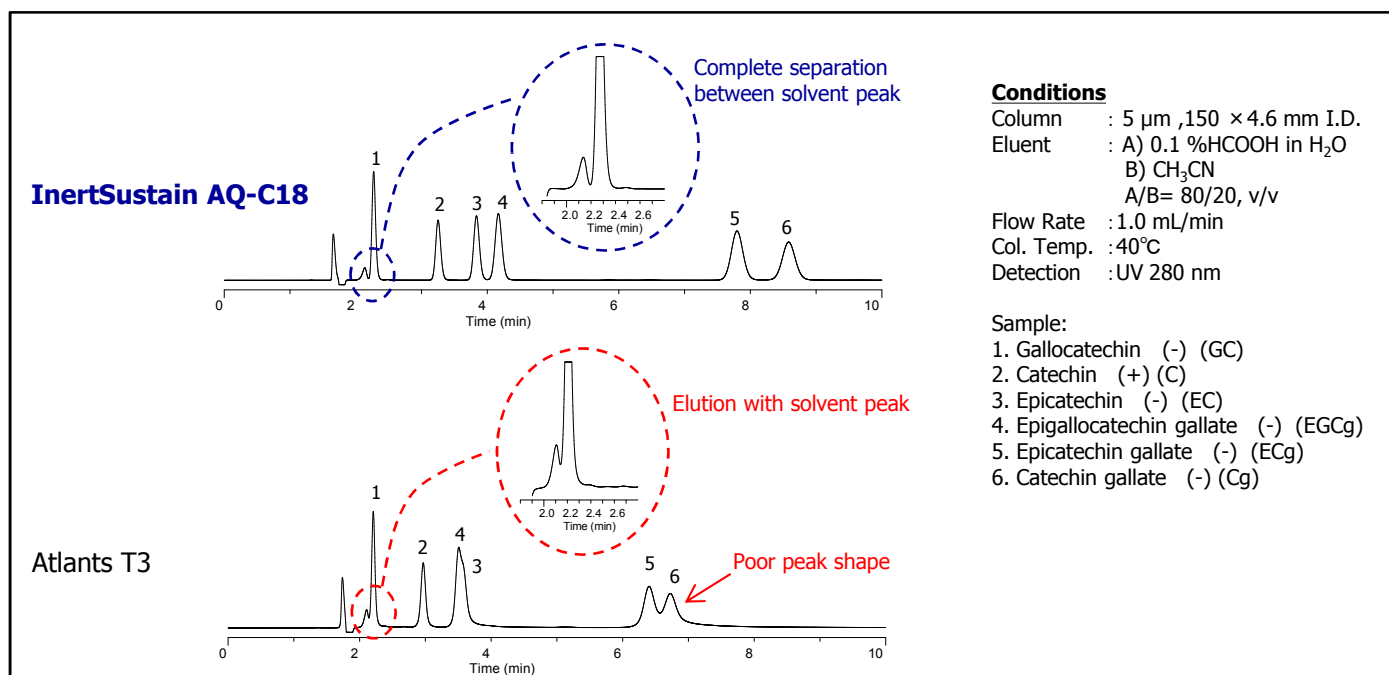 Complete separation
between solvent peak
InertSustain AQ-C18
1
2
3
4
5
6
2.0 2.2 2.4 2.6
Time (min)
0 2 4 6 8 10
Time (min)
Elution with solvent peak
Atlants T3
1
2
4
3
5
6
Poor peak shape
2.0 2.2 2.4 2.6
Time (min)
0 2 4 6 8 10
Time (min)
Conditions
Column : 5 μm ,150 ×4.6 mm I.D.
Eluent : A) 0.1 %HCOOH in H₂O
B) CH₃CN
A/B= 80/20, v/v
Flow Rate : 1.0 mL/min
Col. Temp. : 40℃
Detection : UV 280 nm
Sample:
1. Gallocatechin (-) (GC)
2. Catechin (+) (C)
3. Epicatechin (-) (EC)
4. Epigallocatechin gallate (-) (EGCg)
5. Epicatechin gallate (-) (ECg)
6. Catechin gallate (-) (Cg)